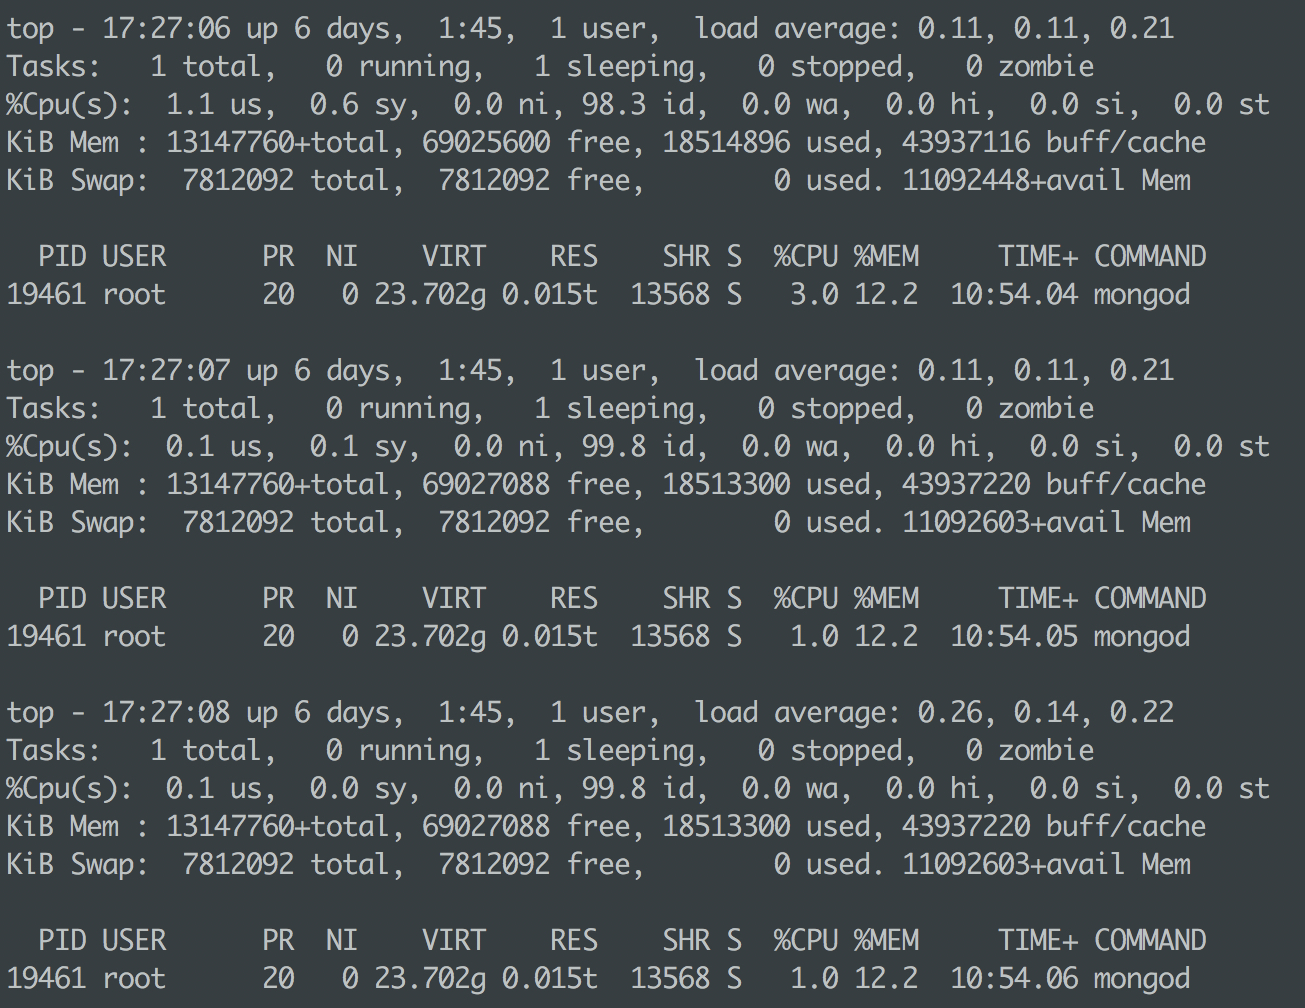 top - 17:27:06 up 6 days,  1:45,  1 user,  load average: 0.11, 0.11, 0.21
Tasks:   1 total,   0 running,   1 sleeping,   0 stopped,   0 zombie
%Cpu(s):  1.1 us,  0.6 sy,  0.0 ni, 98.3 id,  0.0 wa,  0.0 hi,  0.0 si,  0.0 st
KiB Mem : 13147760+total, 69025600 free, 18514896 used, 43937116 buff/cache
KiB Swap:  7812092 total,  7812092 free,        0 used. 11092448+avail Mem
  PID USER      PR  NI    VIRT    RES    SHR S  %CPU %MEM     TIME+ COMMAND
19461 root      20   0 23.702g 0.015t  13568 S   3.0 12.2  10:54.04 mongod
top - 17:27:07 up 6 days,  1:45,  1 user,  load average: 0.11, 0.11, 0.21
Tasks:   1 total,   0 running,   1 sleeping,   0 stopped,   0 zombie
%Cpu(s):  0.1 us,  0.1 sy,  0.0 ni, 99.8 id,  0.0 wa,  0.0 hi,  0.0 si,  0.0 st
KiB Mem : 13147760+total, 69027088 free, 18513300 used, 43937220 buff/cache
KiB Swap:  7812092 total,  7812092 free,        0 used. 11092603+avail Mem
  PID USER      PR  NI    VIRT    RES    SHR S  %CPU %MEM     TIME+ COMMAND
19461 root      20   0 23.702g 0.015t  13568 S   1.0 12.2  10:54.05 mongod
top - 17:27:08 up 6 days,  1:45,  1 user,  load average: 0.26, 0.14, 0.22
Tasks:   1 total,   0 running,   1 sleeping,   0 stopped,   0 zombie
%Cpu(s):  0.1 us,  0.0 sy,  0.0 ni, 99.8 id,  0.0 wa,  0.0 hi,  0.0 si,  0.0 st
KiB Mem : 13147760+total, 69027088 free, 18513300 used, 43937220 buff/cache
KiB Swap:  7812092 total,  7812092 free,        0 used. 11092603+avail Mem
  PID USER      PR  NI    VIRT    RES    SHR S  %CPU %MEM     TIME+ COMMAND
19461 root      20   0 23.702g 0.015t  13568 S   1.0 12.2  10:54.06 mongod